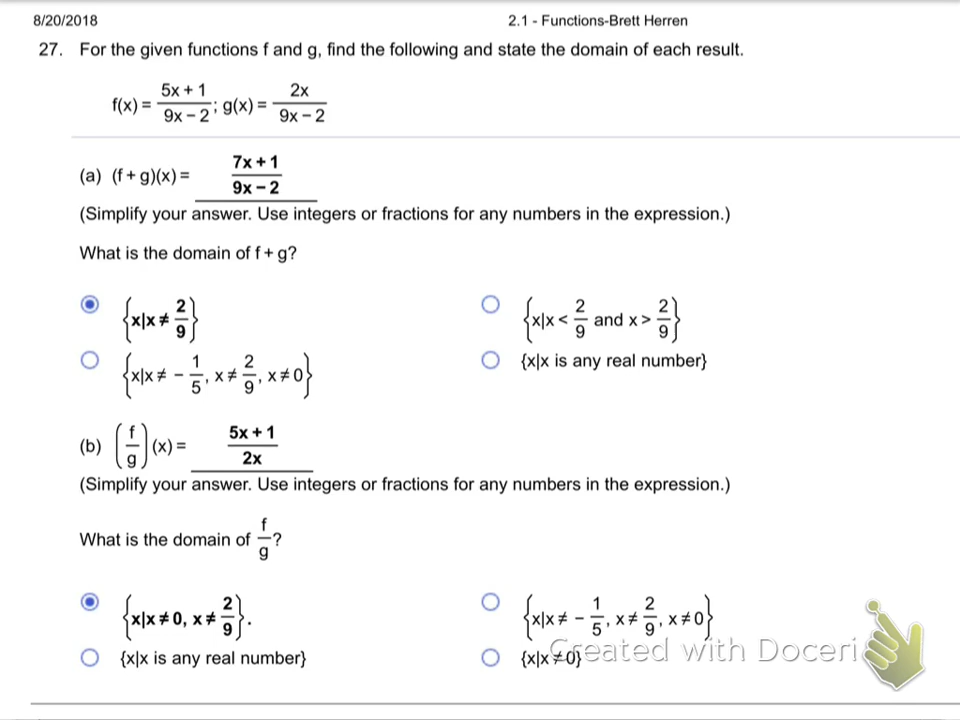 8/20/2018 2.1 - Functions-Brett Herren
27. For the given functions f and g, find the following and state the domain of each result.
f(x) = (5x + 1)/(9x − 2); g(x) = (2x)/(9x − 2)
(a) (f + g)(x) = (7x + 1)/(9x − 2)
(Simplify your answer. Use integers or fractions for any numbers in the expression.)
What is the domain of f + g?
{x|x ≠ 2/9} {x|x < 2/9 and x > 2/9}
{x|x ≠ − 1/5, x ≠ 2/9, x ≠ 0} {x|x is any real number}
(b) (f/g)(x) = (5x + 1)/(2x)
(Simplify your answer. Use integers or fractions for any numbers in the expression.)
What is the domain of f/g?
{x|x ≠ 0, x ≠ 2/9}. {x|x ≠ − 1/5, x ≠ 2/9, x ≠ 0}
{x|x is any real number} {x|x ≠ 0}
Created with Doceri